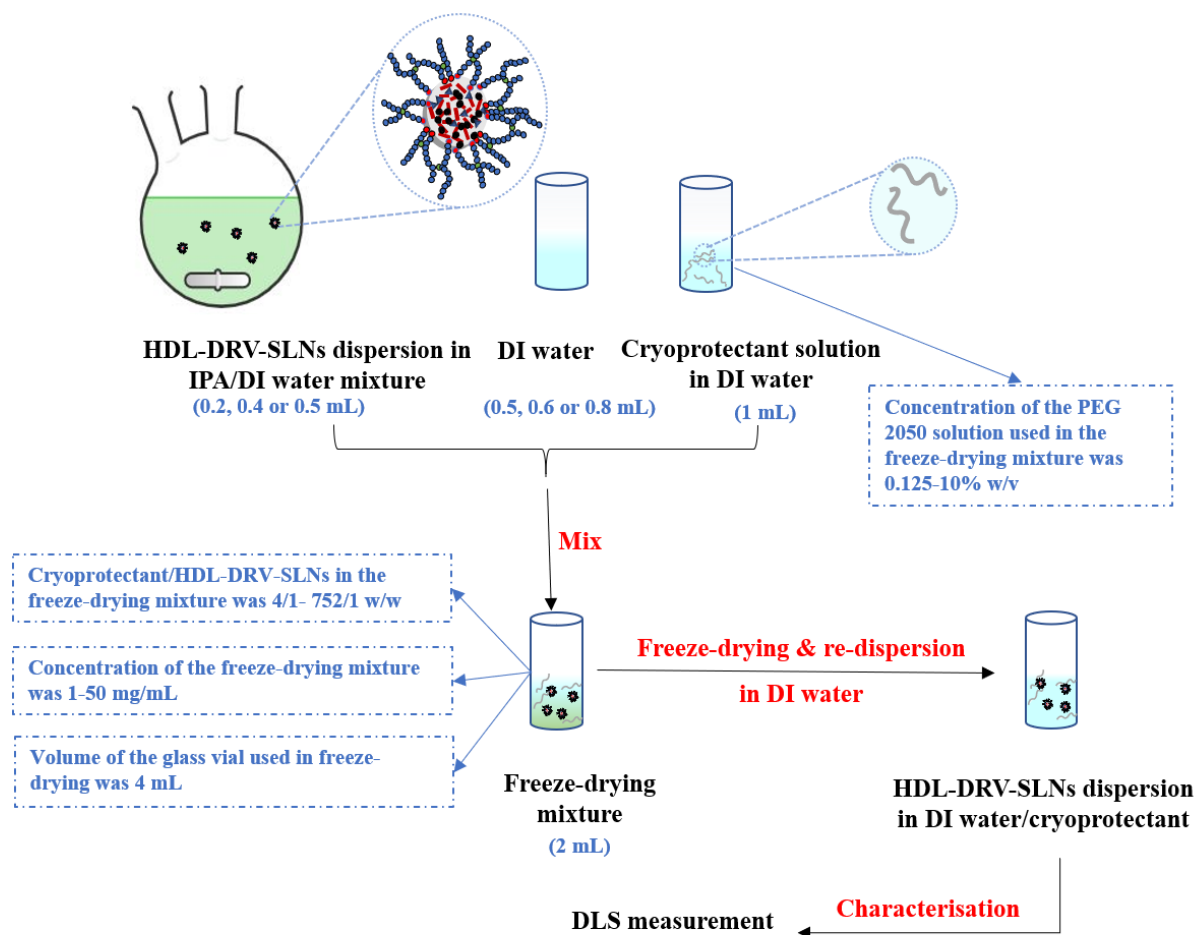 HDL-DRV-SLNs dispersion in
IPA/DI water mixture
(0.2, 0.4 or 0.5 mL)
DI water
(0.5, 0.6 or 0.8 mL)
Cryoprotectant solution
in DI water
(1 mL)
Concentration of the PEG
2050 solution used in the
freeze-drying mixture was
0.125-10% w/v
Mix
Cryoprotectant/HDL-DRV-SLNs in the
freeze-drying mixture was 4/1- 752/1 w/w
Concentration of the freeze-drying mixture
was 1-50 mg/mL
Volume of the glass vial used in freeze-
drying was 4 mL
Freeze-drying & re-dispersion
in DI water
Freeze-drying
mixture
(2 mL)
HDL-DRV-SLNs dispersion
in DI water/cryoprotectant
Characterisation
DLS measurement